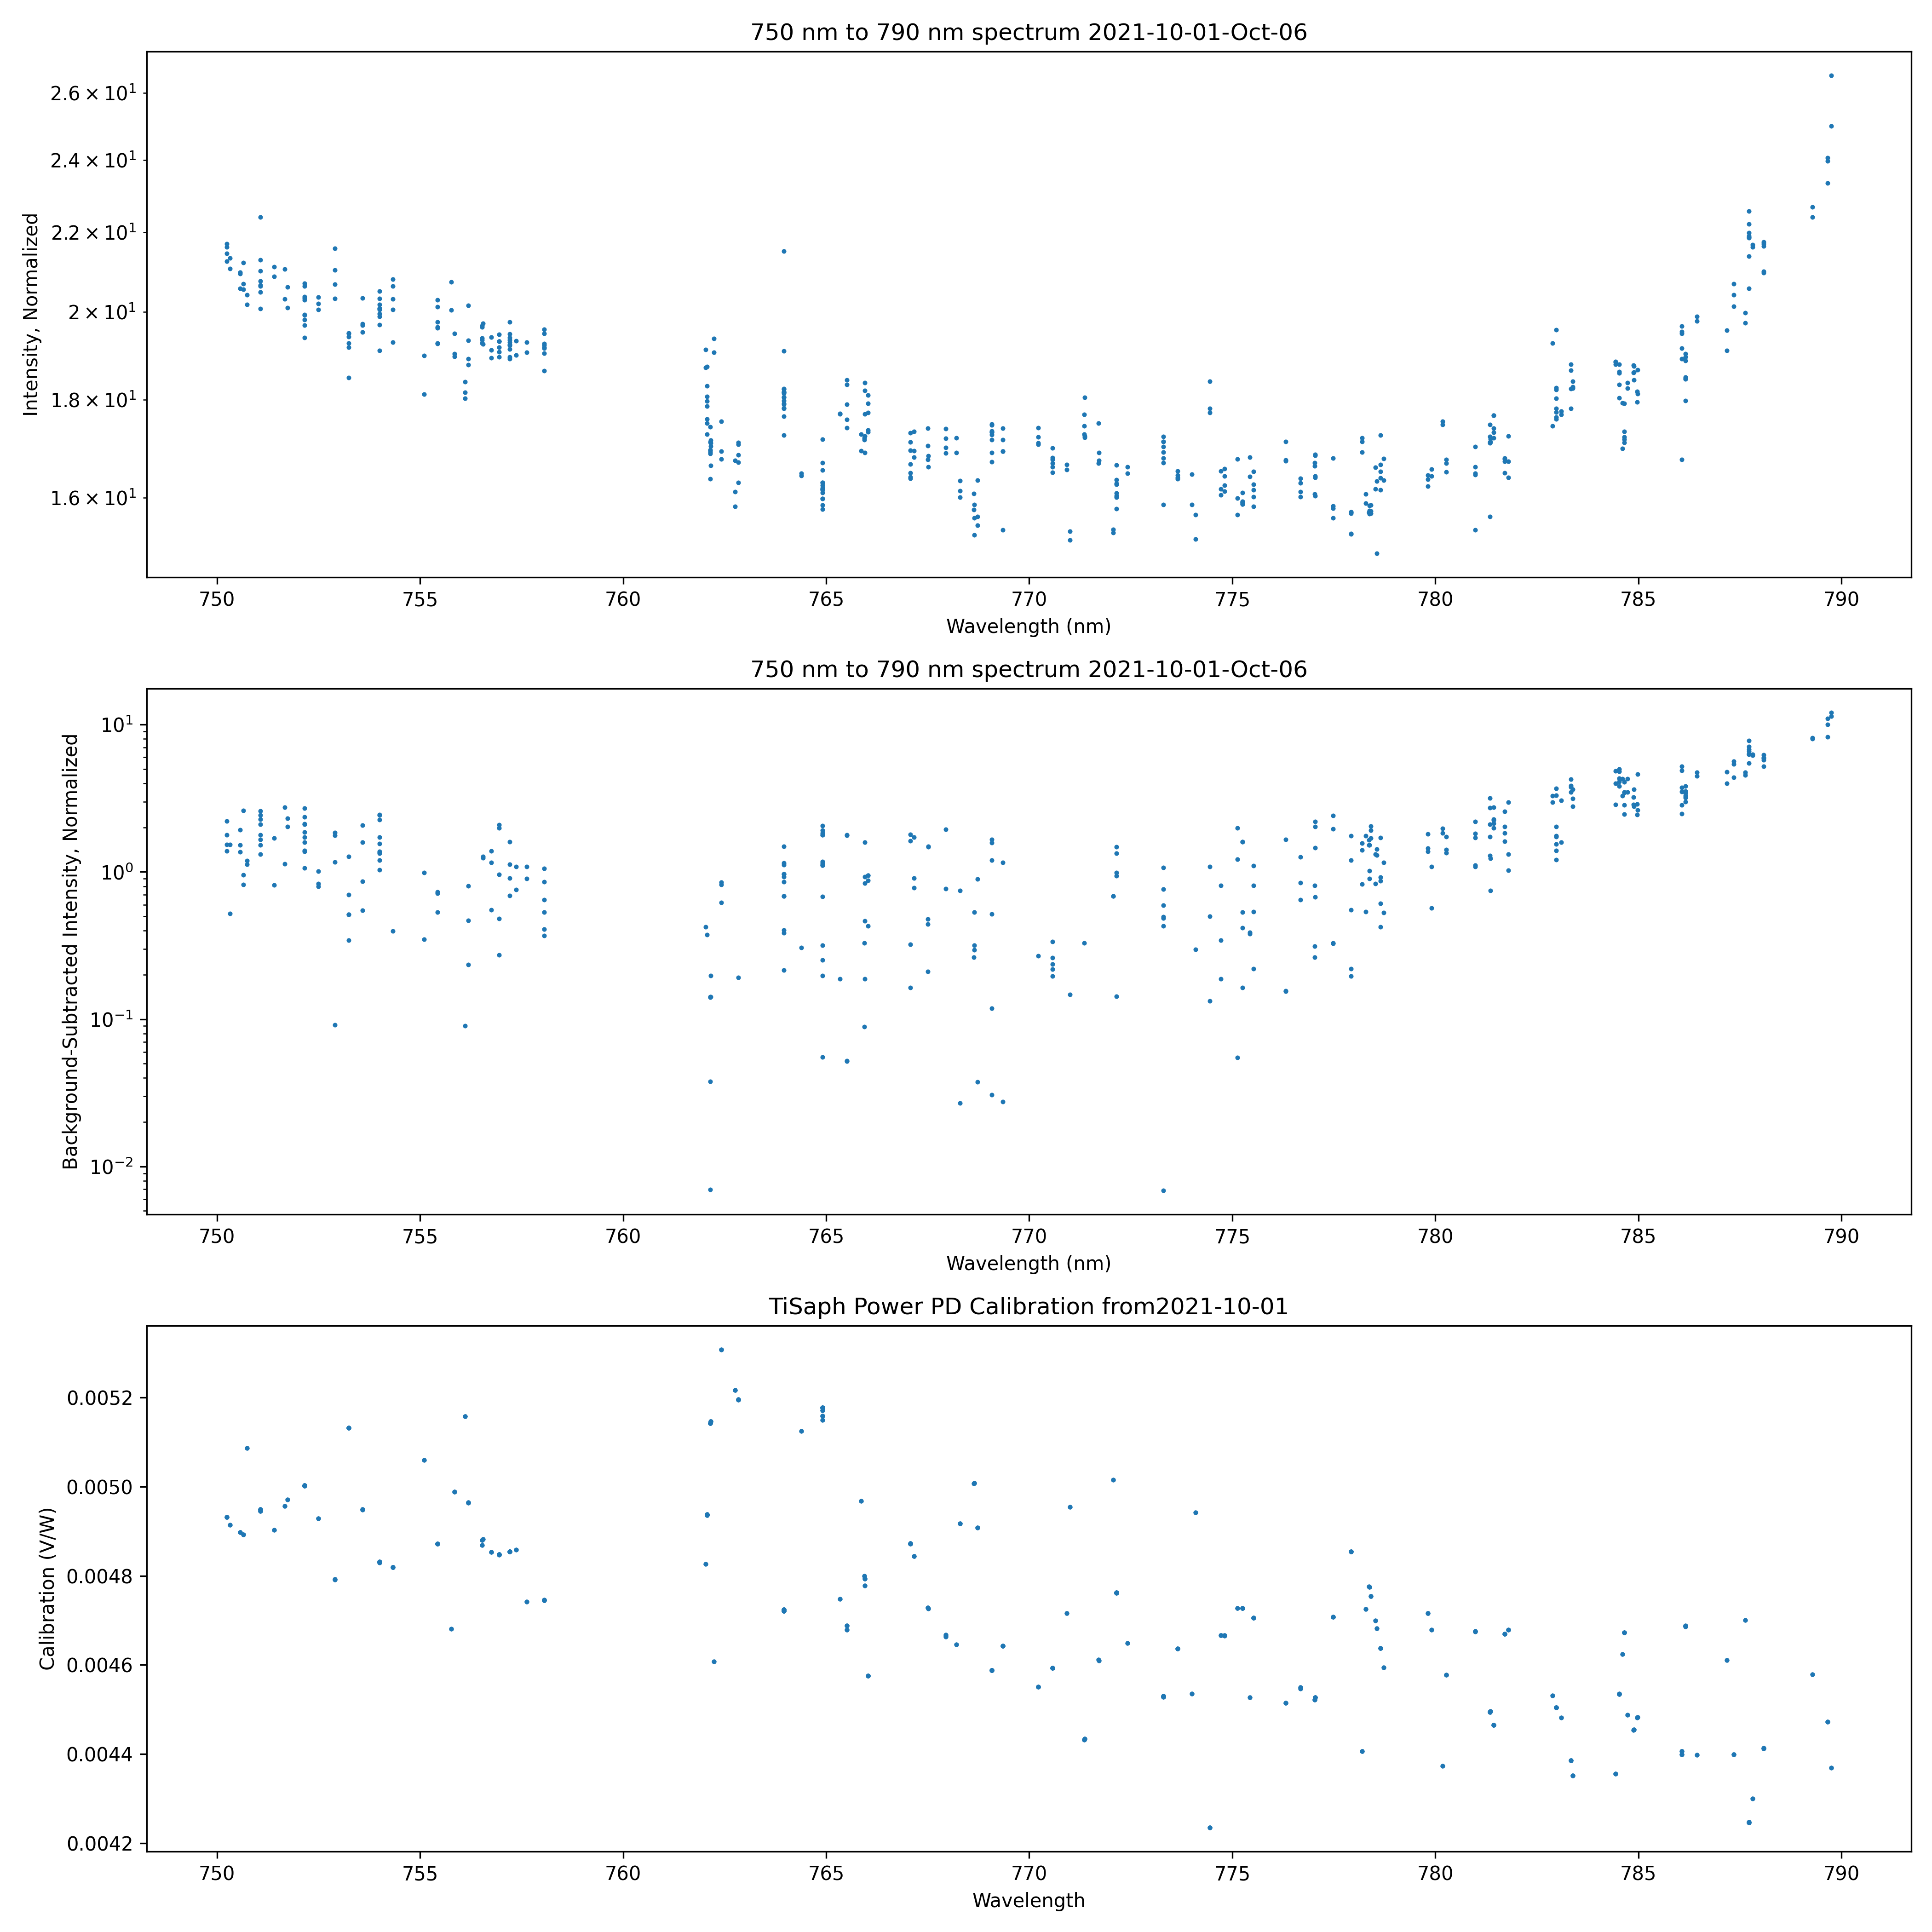 750 nm to 790 nm spectrum 2021-10-01-Oct-06
Intensity, Normalized
2.6 × 10¹
2.4 × 10¹
2.2 × 10¹
2 × 10¹
1.8 × 10¹
1.6 × 10¹
750 755 760 765 770 775 780 785 790
Wavelength (nm)
750 nm to 790 nm spectrum 2021-10-01-Oct-06
Background-Subtracted Intensity, Normalized
10¹
10⁰
10⁻¹
10⁻²
750 755 760 765 770 775 780 785 790
Wavelength (nm)
TiSaph Power PD Calibration from2021-10-01
Calibration (V/W)
0.0052
0.0050
0.0048
0.0046
0.0044
0.0042
750 755 760 765 770 775 780 785 790
Wavelength